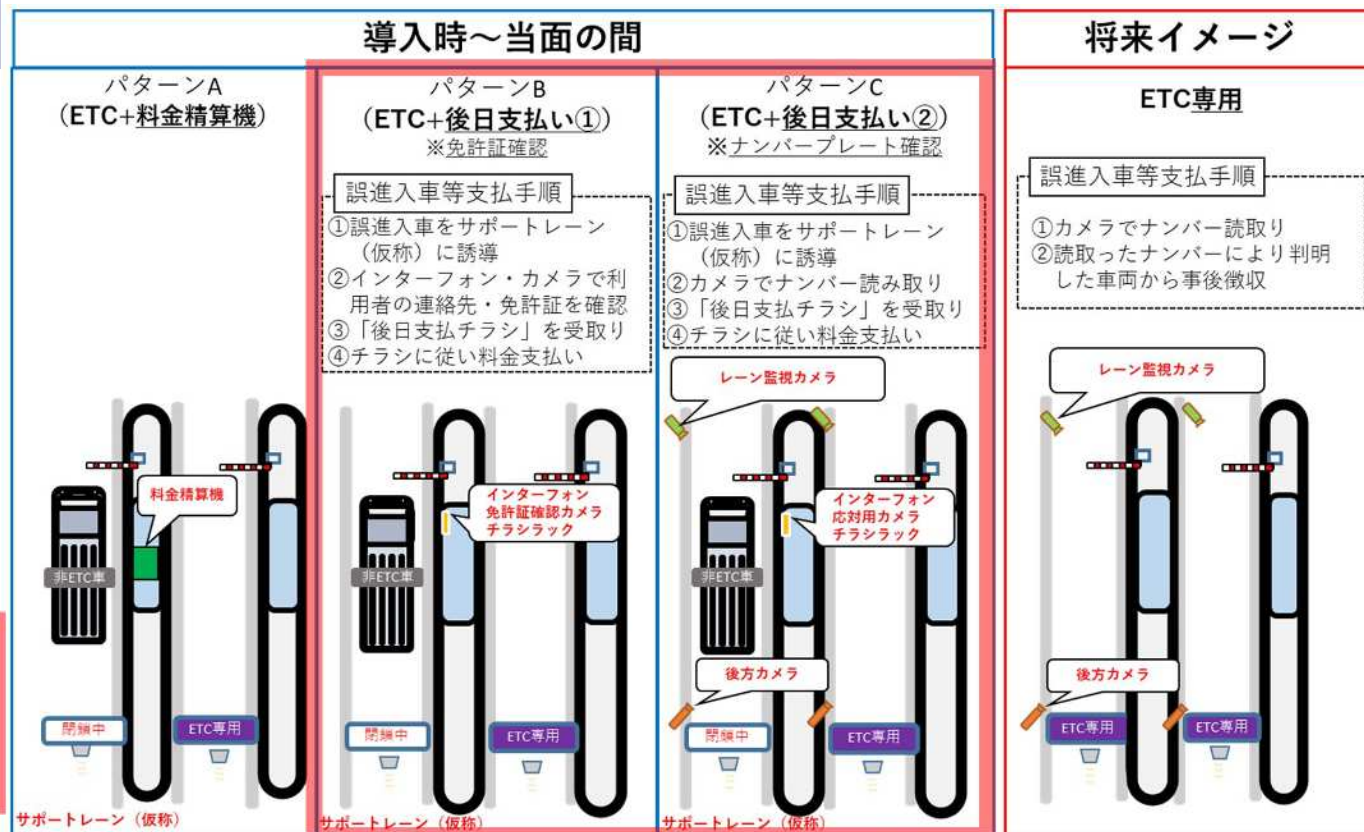 導入時～当面の間
将来イメージ
パターンA
(ETC+料金精算機)
パターンB
(ETC+後日支払い①)
※免許証確認
誤進入車等支払手順
①誤進入車をサポートレーン
（仮称）に誘導
②インターフォン・カメラで利
用者の連絡先・免許証を確認
③「後日支払チラシ」を受取り
④チラシに従い料金支払い
パターンC
(ETC+後日支払い②)
※ナンバープレート確認
誤進入車等支払手順
①誤進入車をサポートレーン
（仮称）に誘導
②カメラでナンバー読み取り
③「後日支払チラシ」を受取り
④チラシに従い料金支払い
ETC専用
誤進入車等支払手順
①カメラでナンバー読取り
②読取ったナンバーにより判明
した車両から事後徴収
料金精算機
非ETC車
閉鎖中
ETC専用
サポートレーン（仮称）
インターフォン
免許証確認カメラ
チラシラック
非ETC車
閉鎖中
ETC専用
サポートレーン（仮称）
レーン監視カメラ
インターフォン
応対用カメラ
チラシラック
非ETC車
後方カメラ
閉鎖中
ETC専用
サポートレーン（仮称）
レーン監視カメラ
後方カメラ
ETC専用
ETC専用